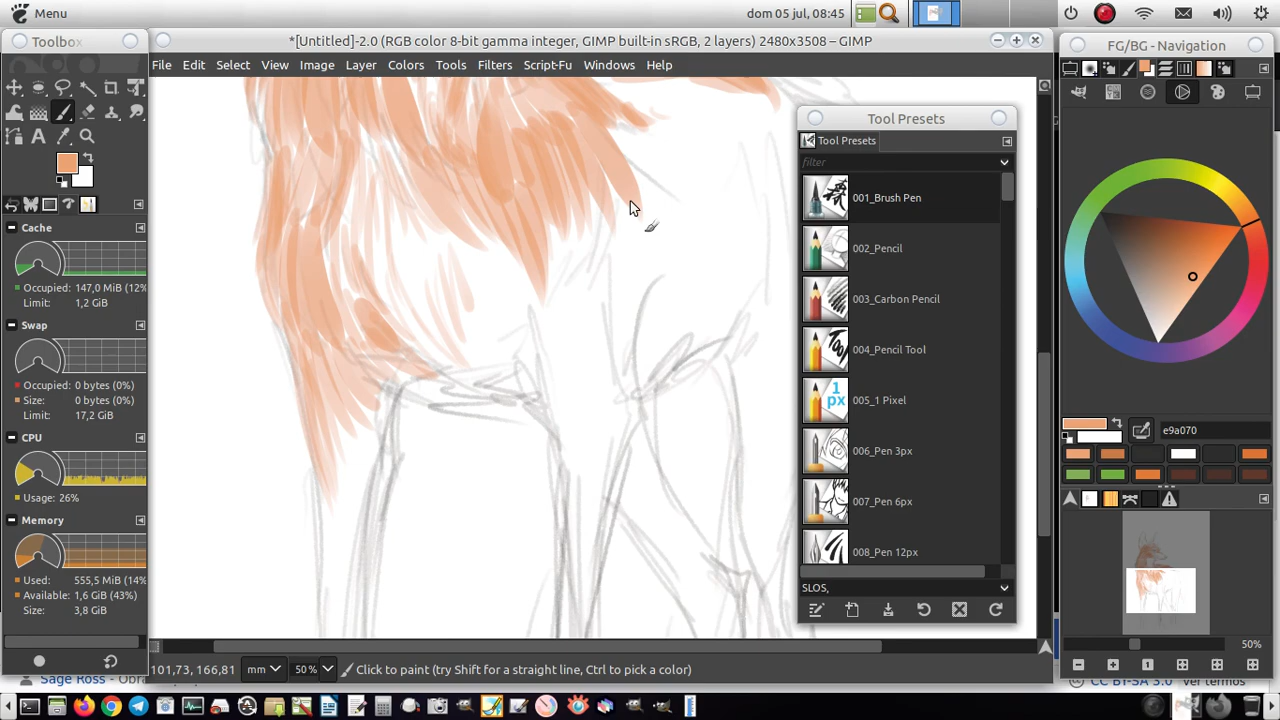 Menu
dom 05 jul, 08:45
Toolbox
*[Untitled]-2.0 (RGB color 8-bit gamma integer, GIMP built-in sRGB, 2 layers) 2480x3508 – GIMP
FG/BG - Navigation
File Edit Select View Image Layer Colors Tools Filters Script-Fu Windows Help
Tool Presets
Tool Presets
filter
001_Brush Pen
002_Pencil
003_Carbon Pencil
004_Pencil Tool
1 px
005_1 Pixel
006_Pen 3px
007_Pen 6px
008_Pen 12px
SLOS,
Cache
Occupied: 147,0 MiB (12%
Limit: 1,2 GiB
Swap
Occupied: 0 bytes (0%)
Size: 0 bytes (0%)
Limit: 17,2 GiB
CPU
Usage: 26%
Memory
Used: 555,5 MiB (14%
Available: 1,6 GiB (43%)
Size: 3,8 GiB
e9a070
50%
101,73, 166,81 mm 50% Click to paint (try Shift for a straight line, Ctrl to pick a color)
Sage Ross - Obr
CC BY-SA 3.0 Ver termos